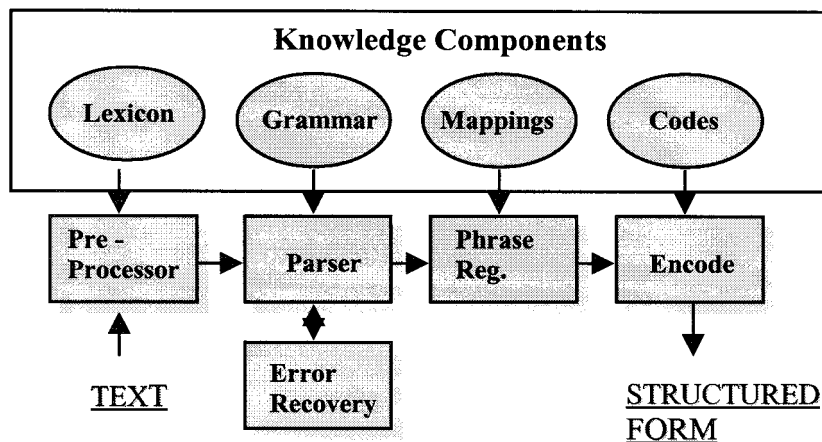 Knowledge Components
Lexicon
Grammar
Mappings
Codes
Pre -
Processor
Parser
Phrase
Reg.
Encode
TEXT
Error
Recovery
STRUCTURED
FORM